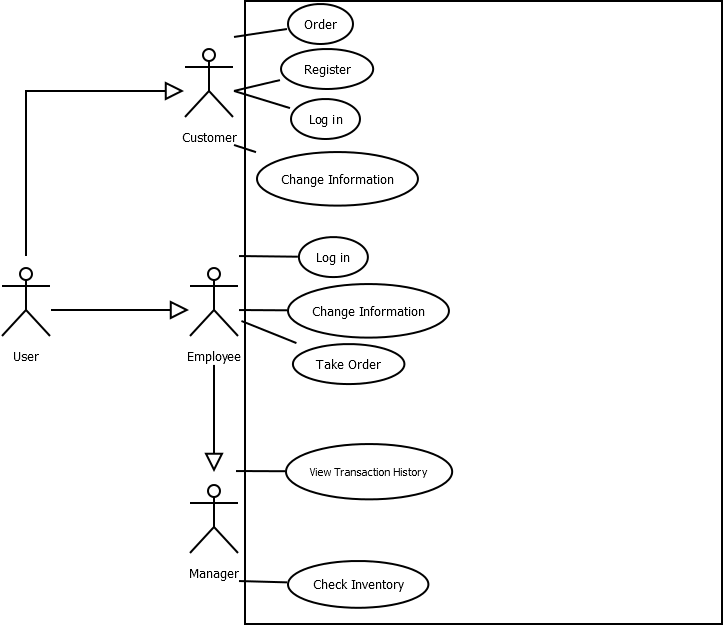 Order
Register
Log in
Customer
Change Information
Log in
Change Information
User
Employee
Take Order
View Transaction History
Manager
Check Inventory